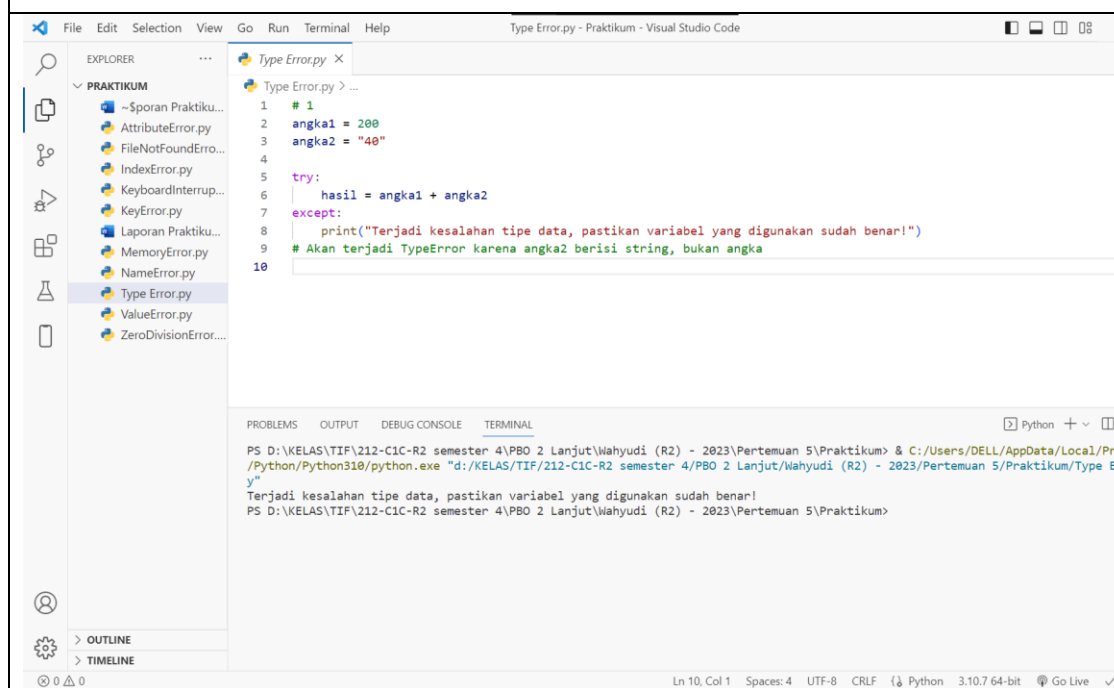 File Edit Selection View Go Run Terminal Help Type Error.py - Praktikum - Visual Studio Code
EXPLORER ...
PRAKTIKUM
~$poran Praktiku...
AttributeError.py
FileNotFoundErro...
IndexError.py
KeyboardInterrup...
KeyError.py
Laporan Praktiku...
MemoryError.py
NameError.py
Type Error.py
ValueError.py
ZeroDivisionError....
OUTLINE
TIMELINE
Type Error.py ×
Type Error.py > ...
1 # 1
2 angka1 = 200
3 angka2 = "40"
4
5 try:
6 hasil = angka1 + angka2
7 except:
8 print("Terjadi kesalahan tipe data, pastikan variabel yang digunakan sudah benar!")
9 # Akan terjadi TypeError karena angka2 berisi string, bukan angka
10
PROBLEMS OUTPUT DEBUG CONSOLE TERMINAL Python
PS D:\KELAS\TIF\212-C1C-R2 semester 4\PBO 2 Lanjut\Wahyudi (R2) - 2023\Pertemuan 5\Praktikum> & C:/Users/DELL/AppData/Local/Pr
/Python/Python310/python.exe "d:/KELAS/TIF/212-C1C-R2 semester 4/PBO 2 Lanjut/Wahyudi (R2) - 2023/Pertemuan 5/Praktikum/Type E
y"
Terjadi kesalahan tipe data, pastikan variabel yang digunakan sudah benar!
PS D:\KELAS\TIF\212-C1C-R2 semester 4\PBO 2 Lanjut\Wahyudi (R2) - 2023\Pertemuan 5\Praktikum>
0 0 Ln 10, Col 1 Spaces: 4 UTF-8 CRLF Python 3.10.7 64-bit Go Live